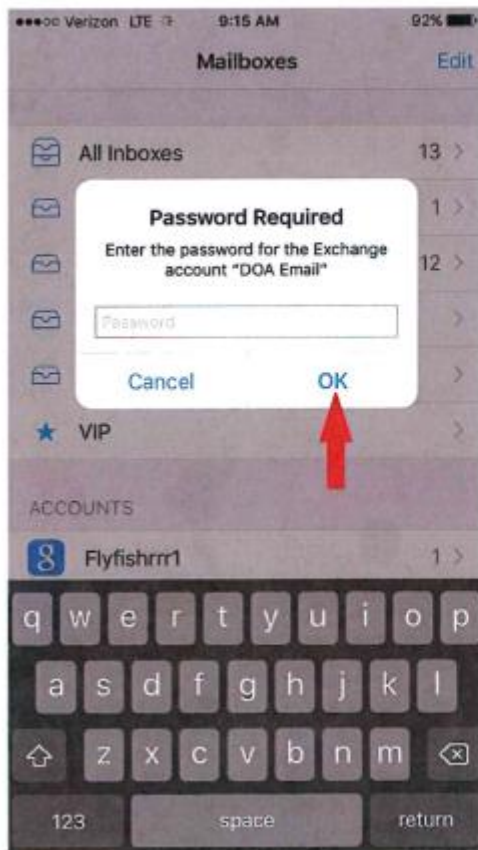 Verizon LTE 9:15 AM 92%
Mailboxes Edit
All Inboxes 13
1
12
Password Required
Enter the password for the Exchange
account "DOA Email"
Password
Cancel OK
VIP
ACCOUNTS
8 Flyfishrrr1 1
q w e r t y u i o p
a s d f g h j k l
z x c v b n m
123 space return